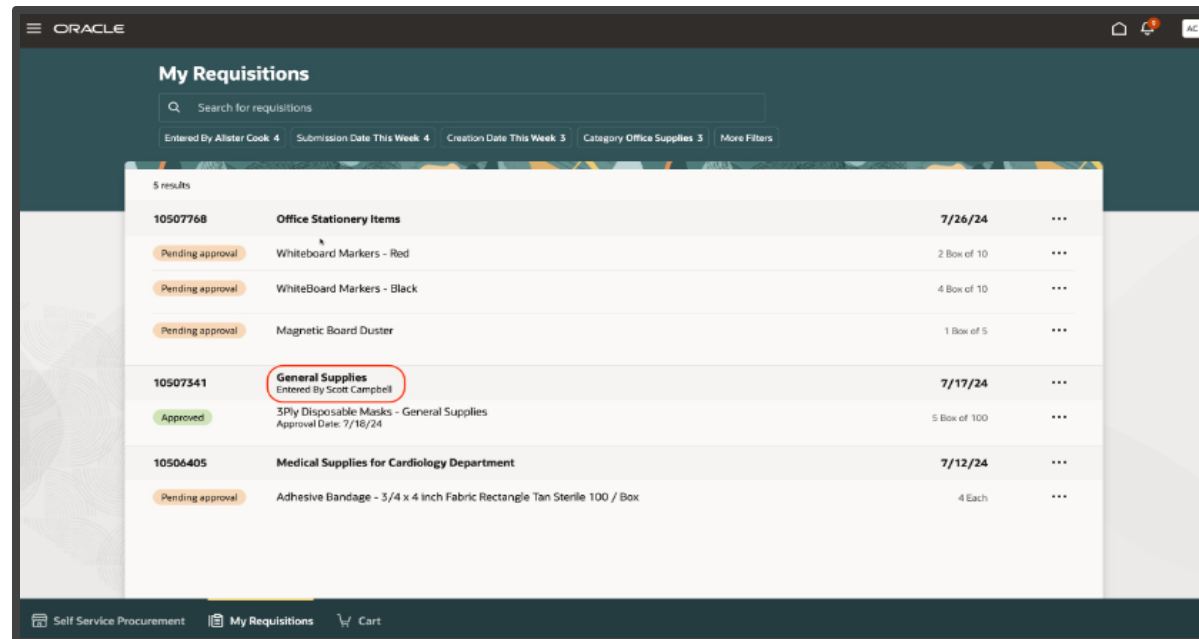 ORACLE
AC
My Requisitions
Search for requisitions
Entered By Alister Cook 4 Submission Date This Week 4 Creation Date This Week 3 Category Office Supplies 3 More Filters
5 results
10507768 Office Stationery Items 7/26/24
Pending approval Whiteboard Markers - Red 2 Box of 10
Pending approval WhiteBoard Markers - Black 4 Box of 10
Pending approval Magnetic Board Duster 1 Box of 5
10507341 General Supplies 7/17/24
Entered By Scott Campbell
Approved 3Ply Disposable Masks - General Supplies 5 Box of 100
Approval Date: 7/18/24
10506405 Medical Supplies for Cardiology Department 7/12/24
Pending approval Adhesive Bandage - 3/4 x 4 inch Fabric Rectangle Tan Sterile 100 / Box 4 Each
Self Service Procurement My Requisitions Cart